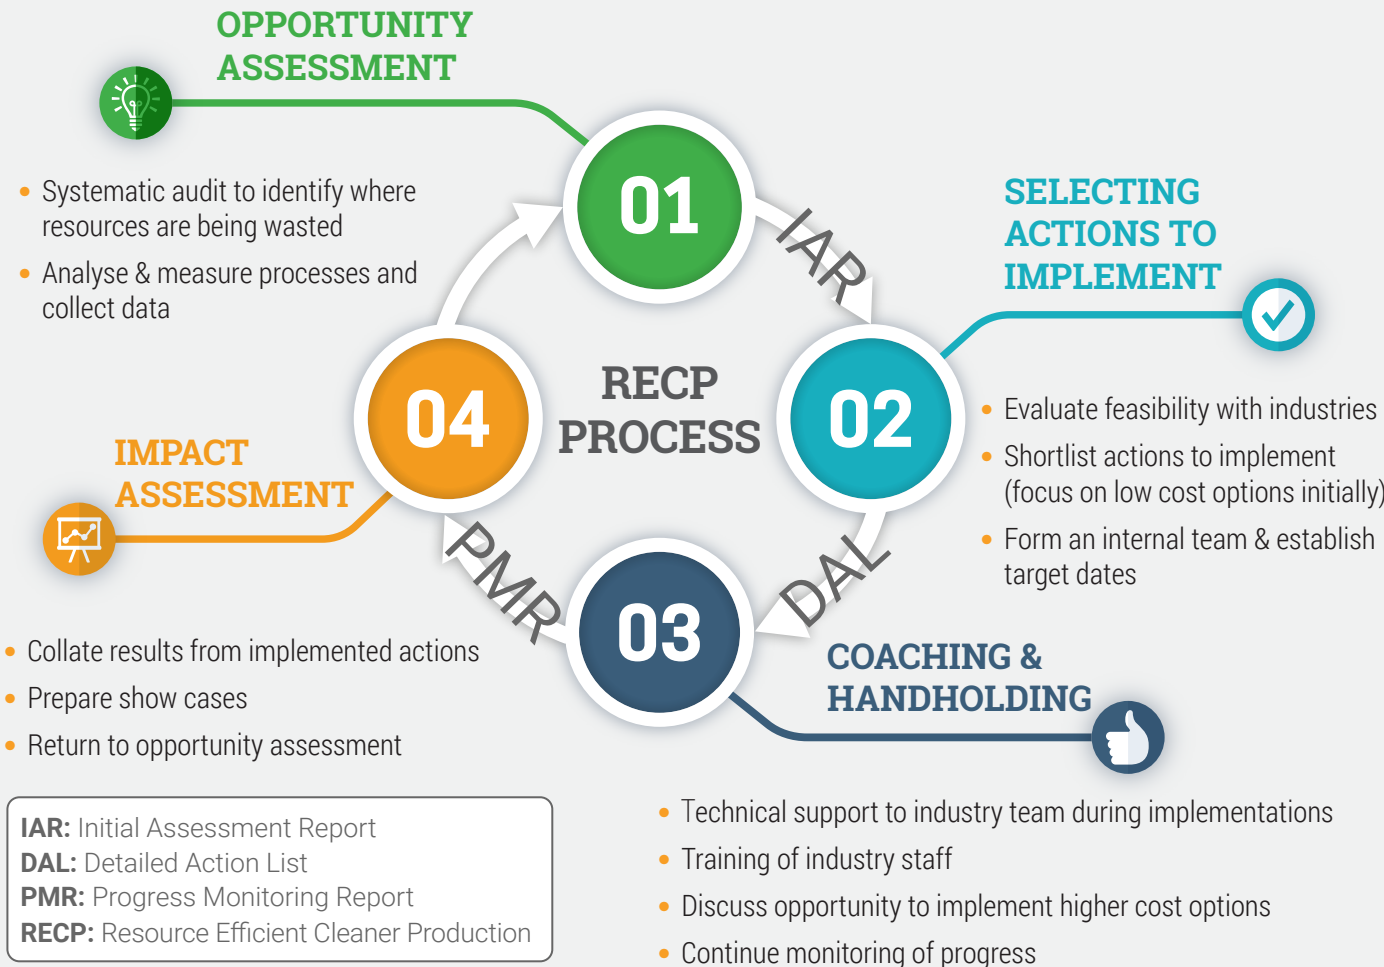 OPPORTUNITY
ASSESSMENT
• Systematic audit to identify where
resources are being wasted
• Analyse & measure processes and
collect data
01
IAR
SELECTING
ACTIONS TO
IMPLEMENT
• Evaluate feasibility with industries
• Shortlist actions to implement
(focus on low cost options initially)
• Form an internal team & establish
target dates
02
RECP
PROCESS
DAL
03
COACHING &
HANDHOLDING
• Technical support to industry team during implementations
• Training of industry staff
• Discuss opportunity to implement higher cost options
• Continue monitoring of progress
PMR
04
IMPACT
ASSESSMENT
• Collate results from implemented actions
• Prepare show cases
• Return to opportunity assessment
IAR: Initial Assessment Report
DAL: Detailed Action List
PMR: Progress Monitoring Report
RECP: Resource Efficient Cleaner Production